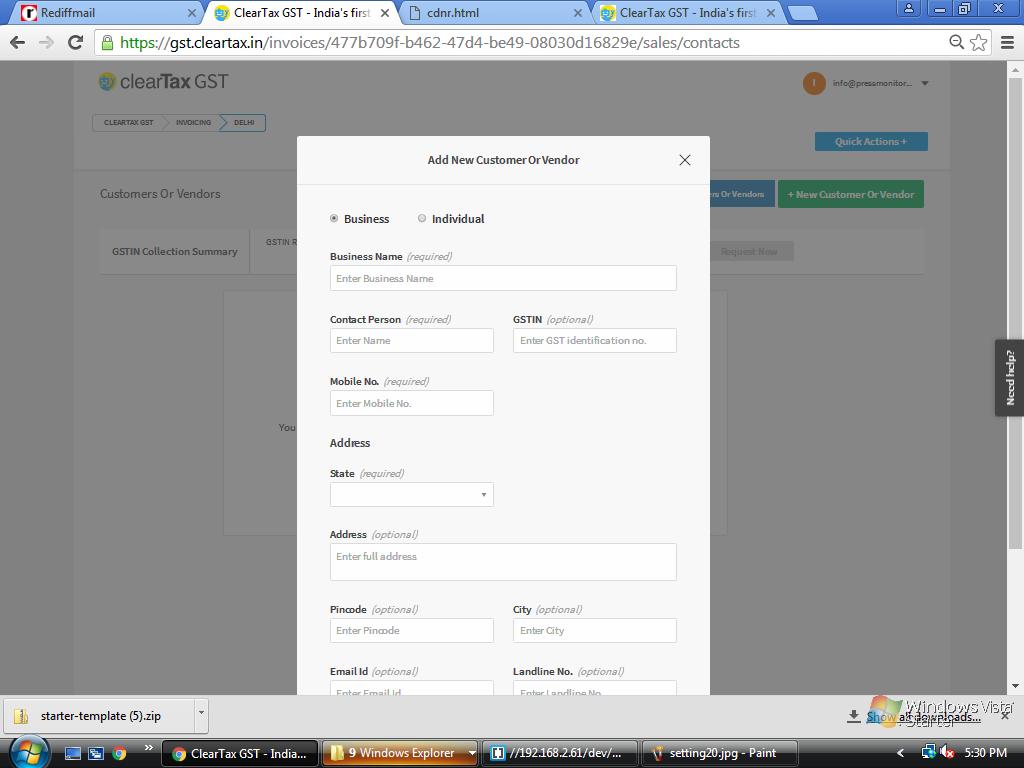 Rediffmail
ClearTax GST - India's first
cdnr.html
ClearTax GST - India's first
https://gst.cleartax.in/invoices/477b709f-b462-47d4-be49-08030d16829e/sales/contacts
clearTax GST
I
info@pressmonitor...
CLEARTAX GST
INVOICING
DELHI
Quick Actions +
Add New Customer Or Vendor
Customers Or Vendors
ers Or Vendors
+ New Customer Or Vendor
Business
Individual
GSTIN Collection Summary
GSTIN R
Request Now
Business Name (required)
Enter Business Name
Contact Person (required)
GSTIN (optional)
Enter Name
Enter GST identification no.
Mobile No. (required)
Enter Mobile No.
Need help?
You
Address
State (required)
Address (optional)
Enter full address
Pincode (optional)
City (optional)
Enter Pincode
Enter City
Email Id (optional)
Landline No. (optional)
Enter Email Id
Enter Landline No.
starter-template (5).zip
Show all downloads...
Windows Vista
Starter
ClearTax GST - India...
9 Windows Explorer
//192.168.2.61/dev/...
setting20.jpg - Paint
5:30 PM